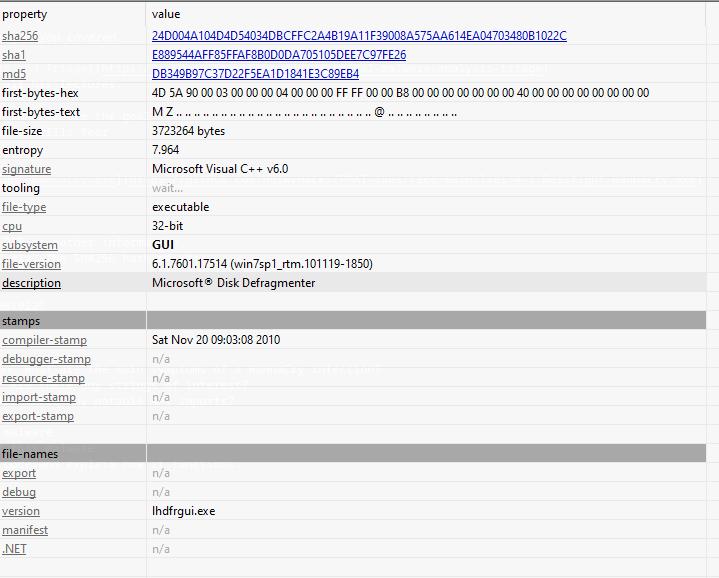 property value
sha256 24D004A104D4D54034DBCFFC2A4B19A11F39008A575AA614EA04703480B1022C
sha1 E889544AFF85FFAF8B0D0DA705105DEE7C97FE26
md5 DB349B97C37D22F5EA1D1841E3C89EB4
first-bytes-hex 4D 5A 90 00 03 00 00 00 04 00 00 00 FF FF 00 00 B8 00 00 00 00 00 00 00 40 00 00 00 00 00 00 00
first-bytes-text M Z .. .. .. .. .. .. .. .. .. .. .. .. .. .. .. .. .. .. .. .. .. .. @ .. .. .. .. .. .. ..
file-size 3723264 bytes
entropy 7.964
signature Microsoft Visual C++ v6.0
tooling wait...
file-type executable
cpu 32-bit
subsystem GUI
file-version 6.1.7601.17514 (win7sp1_rtm.101119-1850)
description Microsoft® Disk Defragmenter
stamps
compiler-stamp Sat Nov 20 09:03:08 2010
debugger-stamp n/a
resource-stamp n/a
import-stamp n/a
export-stamp n/a
file-names
export n/a
debug n/a
version lhdfrgui.exe
manifest n/a
.NET n/a